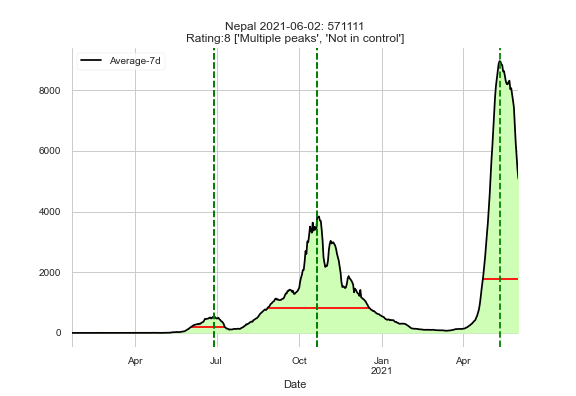 Nepal 2021-06-02: 571111
Rating:8 ['Multiple peaks', 'Not in control']
Average-7d
8000
6000
4000
2000
0
Apr
Jul
Oct
Jan
2021
Apr
Date